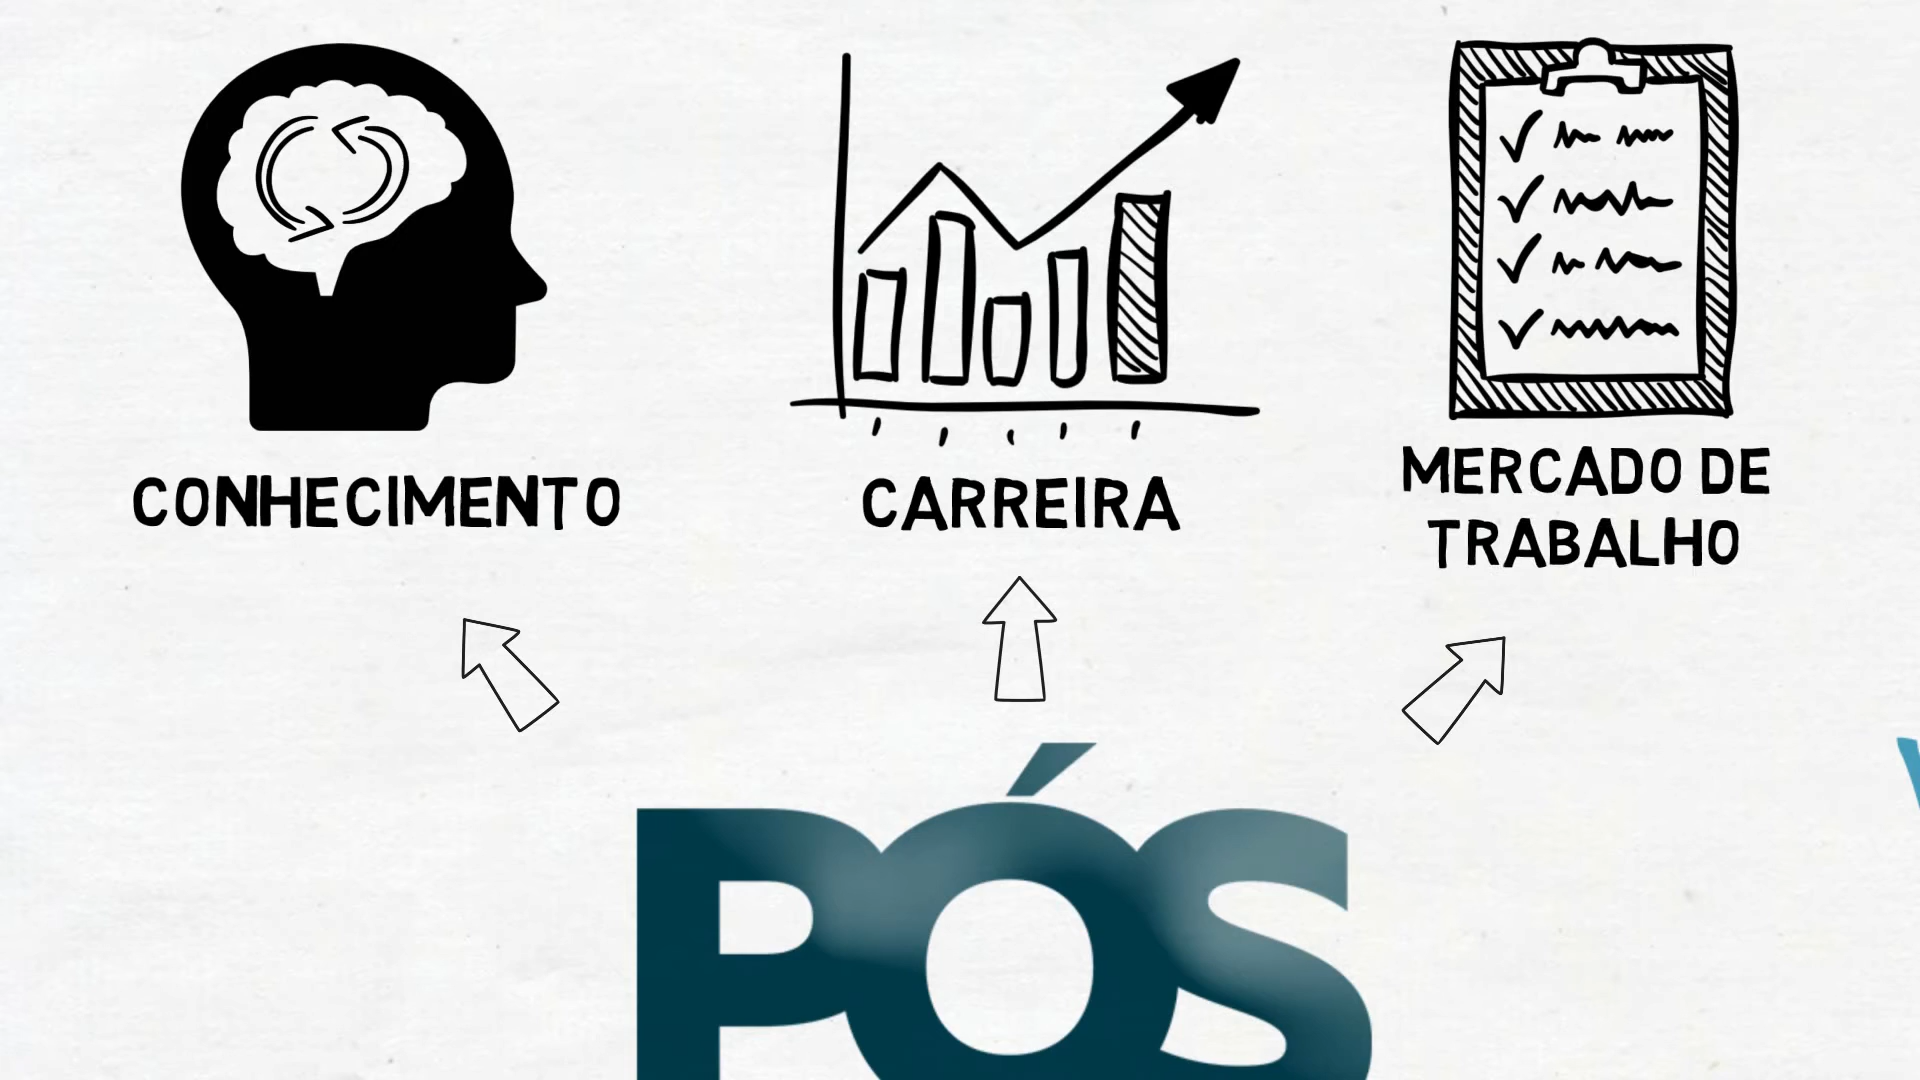 CONHECIMENTO
CARREIRA
MERCADO DE
TRABALHO
PÓS